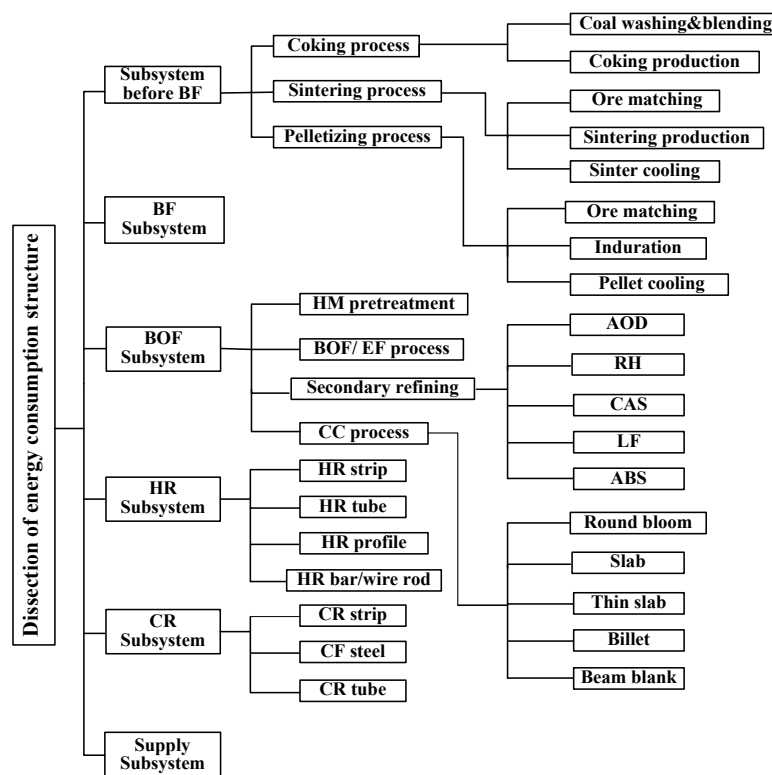 Dissection of energy consumption structure
Subsystem
before BF
Coking process
Coal washing&blending
Coking production
Sintering process
Ore matching
Sintering production
Sinter cooling
Pelletizing process
Ore matching
Induration
Pellet cooling
BF
Subsystem
BOF
Subsystem
HM pretreatment
BOF/ EF process
Secondary refining
AOD
RH
CAS
LF
ABS
CC process
Round bloom
Slab
Thin slab
Billet
Beam blank
HR
Subsystem
HR strip
HR tube
HR profile
HR bar/wire rod
CR
Subsystem
CR strip
CF steel
CR tube
Supply
Subsystem